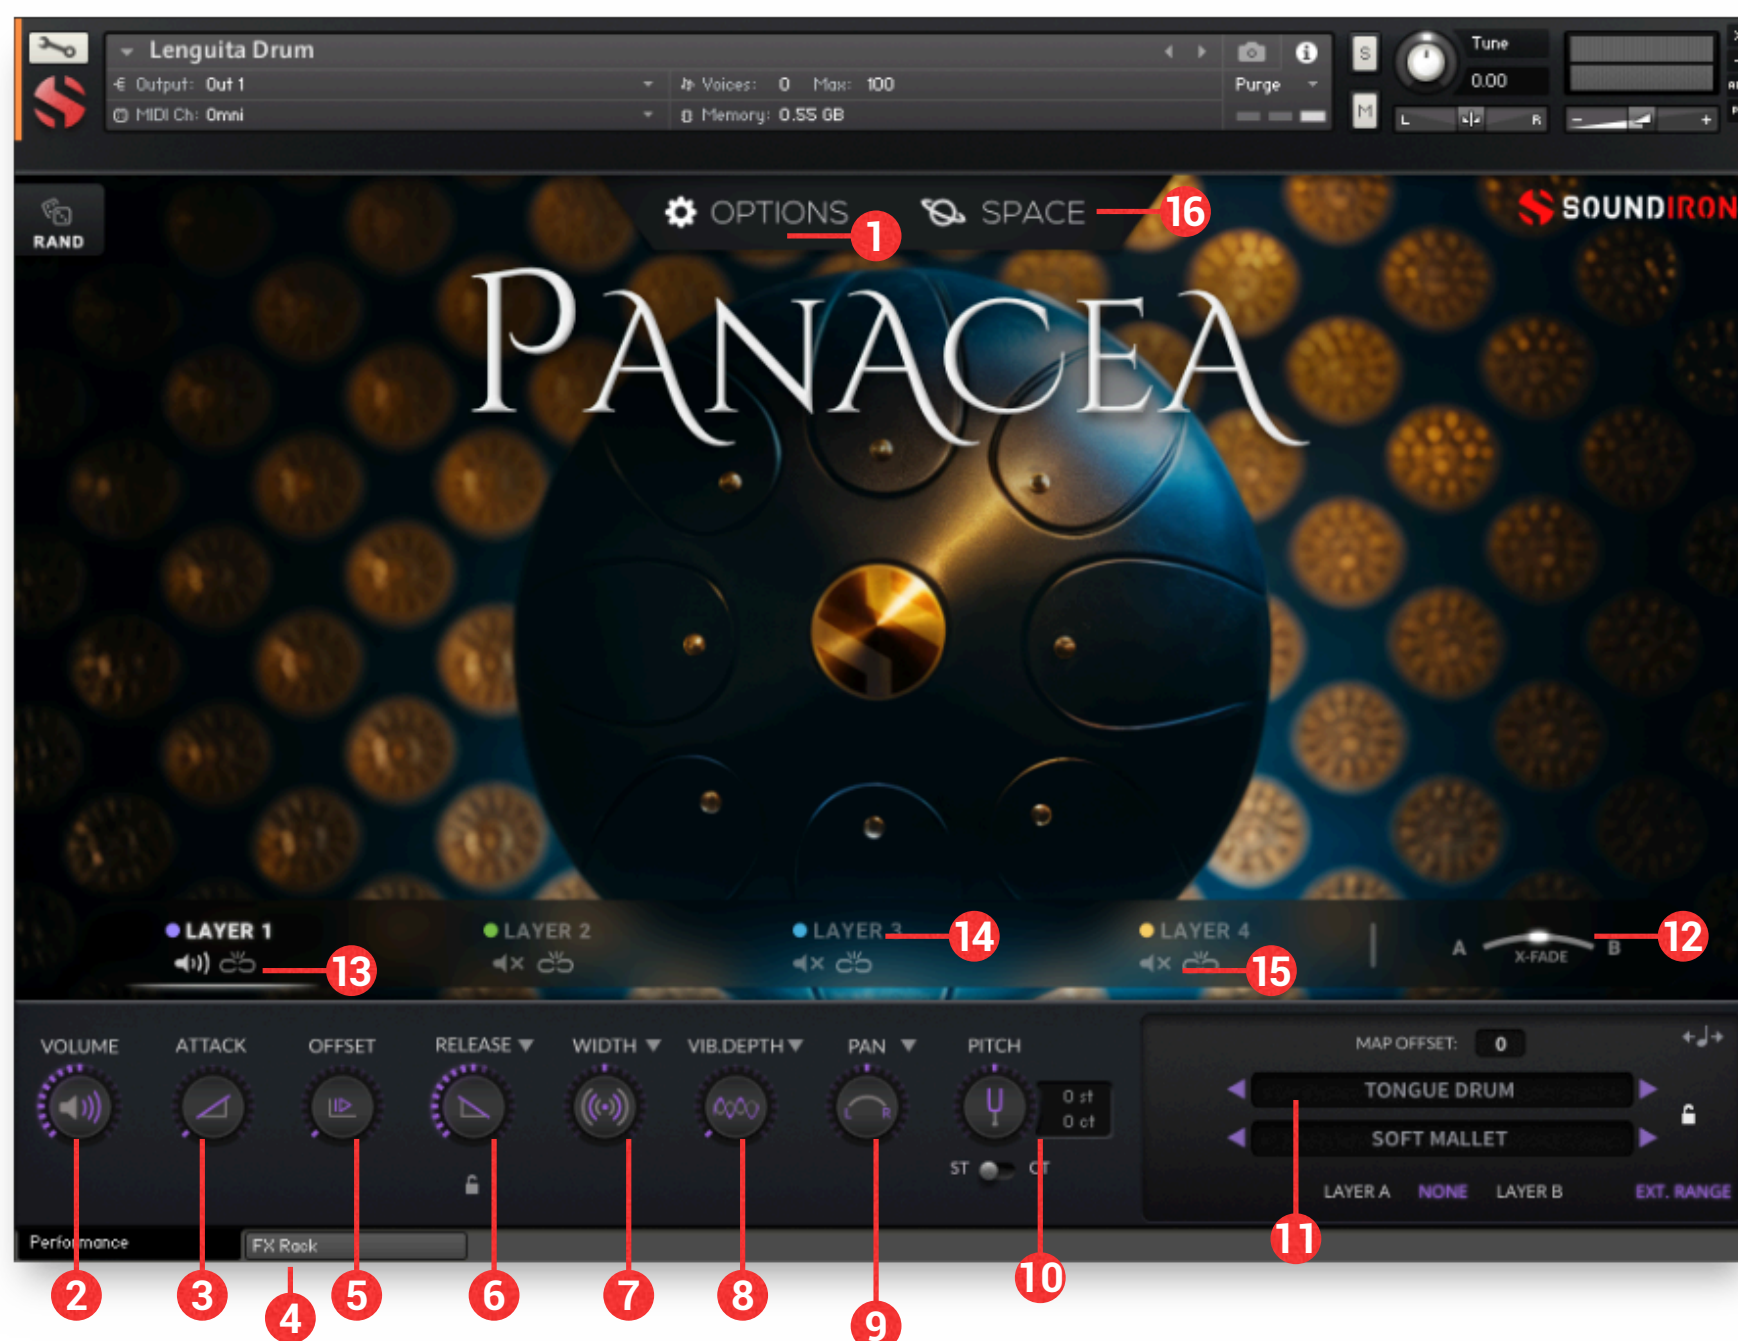 Lenguita Drum
Output: Out 1
Voices: 0 Max: 100
Purge
MIDI Ch: Omni
Memory: 0.55 GB
S
M
Tune
0.00
L R
- +
RAND
OPTIONS
SPACE
1
16
SOUNDIRON
PANACEA
LAYER 1
LAYER 2
LAYER 3
LAYER 4
13
14
15
A X-FADE B
12
VOLUME
ATTACK
OFFSET
RELEASE
WIDTH
VIB.DEPTH
PAN
PITCH
L R
0 st
0 ct
ST CT
MAP OFFSET: 0
TONGUE DRUM
SOFT MALLET
LAYER A NONE LAYER B EXT. RANGE
Performance
FX Rack
2
3
4
5
6
7
8
9
10
11